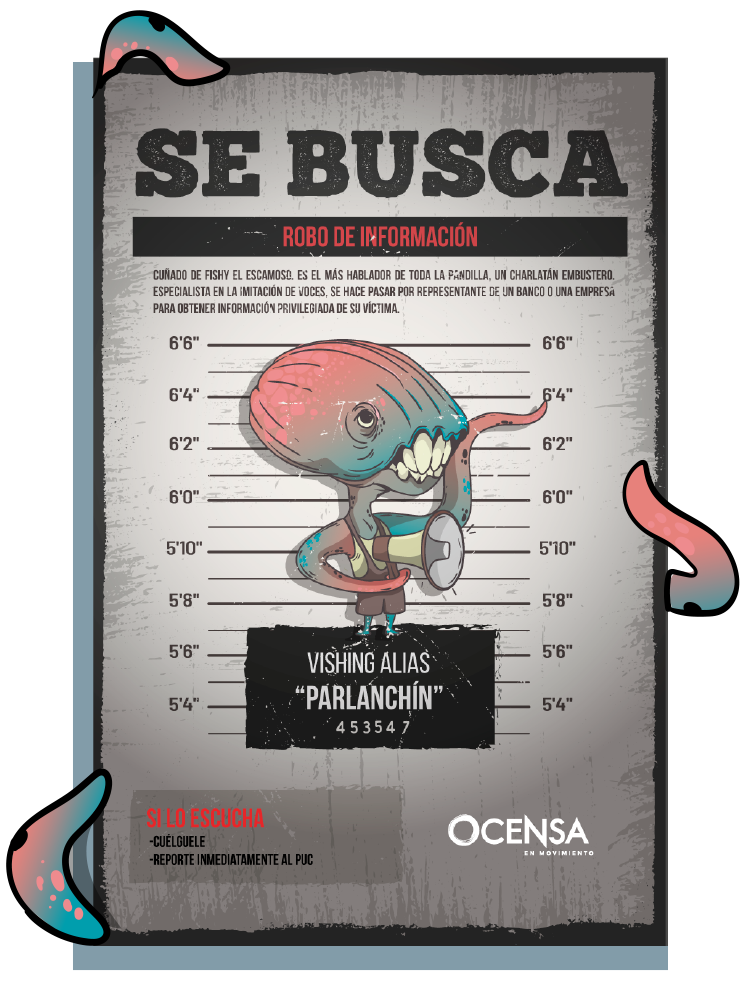 SE BUSCA
ROBO DE INFORMACIÓN
CUÑADO DE FISHY EL ESCAMOSO. ES EL MÁS HABLADOR DE TODA LA PANDILLA, UN CHARLATÁN EMBUSTERO.
ESPECIALISTA EN LA IMITACIÓN DE VOCES, SE HACE PASAR POR REPRESENTANTE DE UN BANCO O UNA EMPRESA
PARA OBTENER INFORMACIÓN PRIVILEGIADA DE SU VÍCTIMA.
6'6" 6'6"
6'4" 6'4"
6'2" 6'2"
6'0" 6'0"
5'10" 5'10"
5'8" 5'8"
5'6" 5'6"
5'4" 5'4"
VISHING ALIAS
“PARLANCHÍN”
453547
SI LO ESCUCHA
-CUÉLGUELE
-REPORTE INMEDIATAMENTE AL PUC
OCENSA
EN MOVIMIENTO